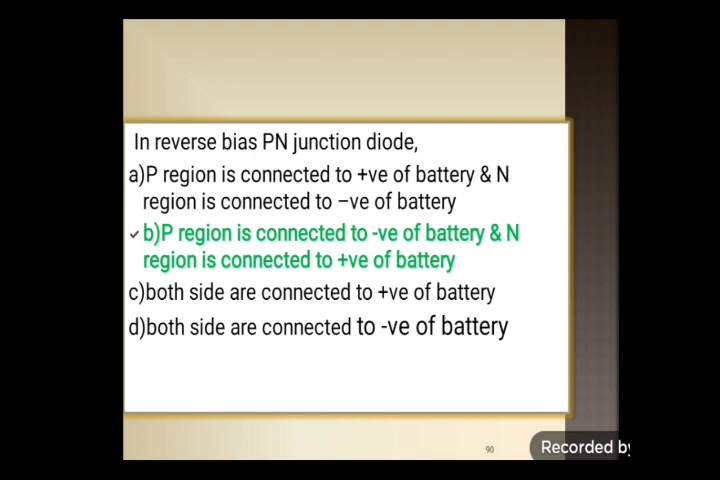 In reverse bias PN junction diode,
a)P region is connected to +ve of battery & N
region is connected to –ve of battery
✓ b)P region is connected to -ve of battery & N
region is connected to +ve of battery
c)both side are connected to +ve of battery
d)both side are connected to -ve of battery
90
Recorded by